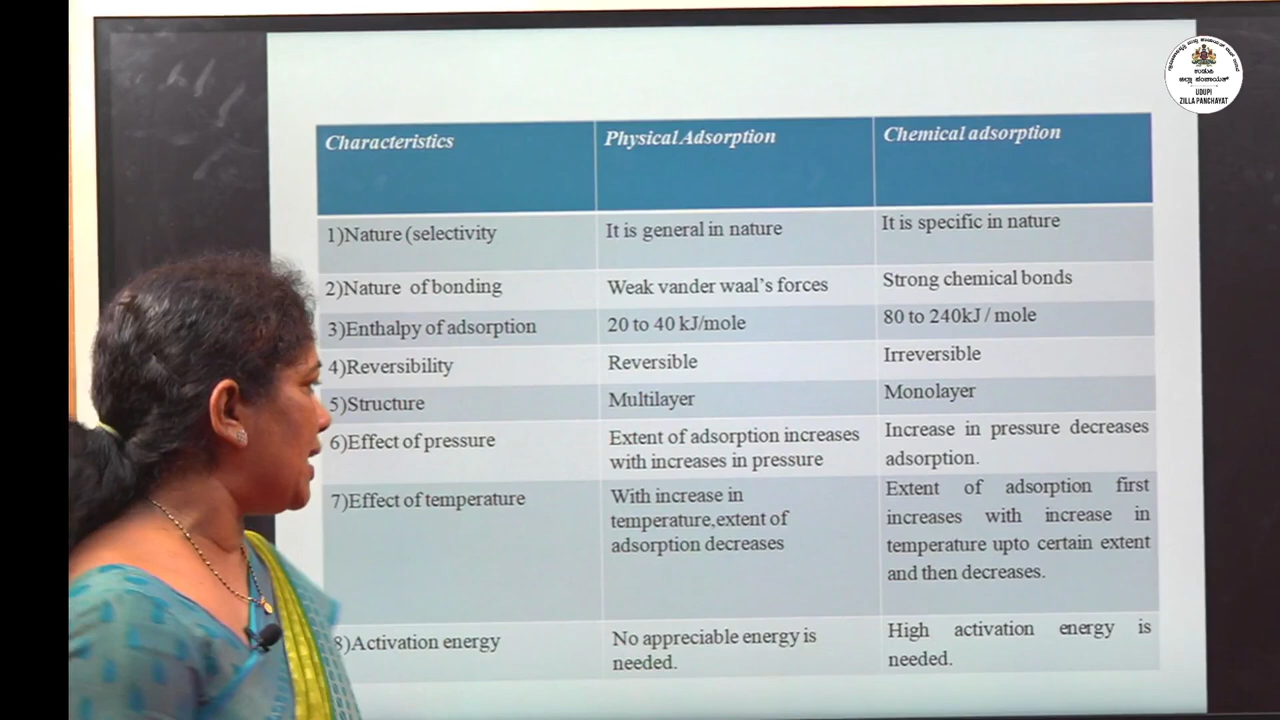 ಉಡುಪಿ
ಜಿಲ್ಲಾ ಪಂಚಾಯತ್
UDUPI
ZILLA PANCHAYAT
Characteristics
Physical Adsorption
Chemical adsorption
1)Nature (selectivity
It is general in nature
It is specific in nature
2)Nature of bonding
Weak vander waal's forces
Strong chemical bonds
3)Enthalpy of adsorption
20 to 40 kJ/mole
80 to 240kJ / mole
4)Reversibility
Reversible
Irreversible
5)Structure
Multilayer
Monolayer
6)Effect of pressure
Extent of adsorption increases
with increases in pressure
Increase in pressure decreases
adsorption.
7)Effect of temperature
With increase in
temperature,extent of
adsorption decreases
Extent of adsorption first
increases with increase in
temperature upto certain extent
and then decreases.
8)Activation energy
No appreciable energy is
needed.
High activation energy is
needed.